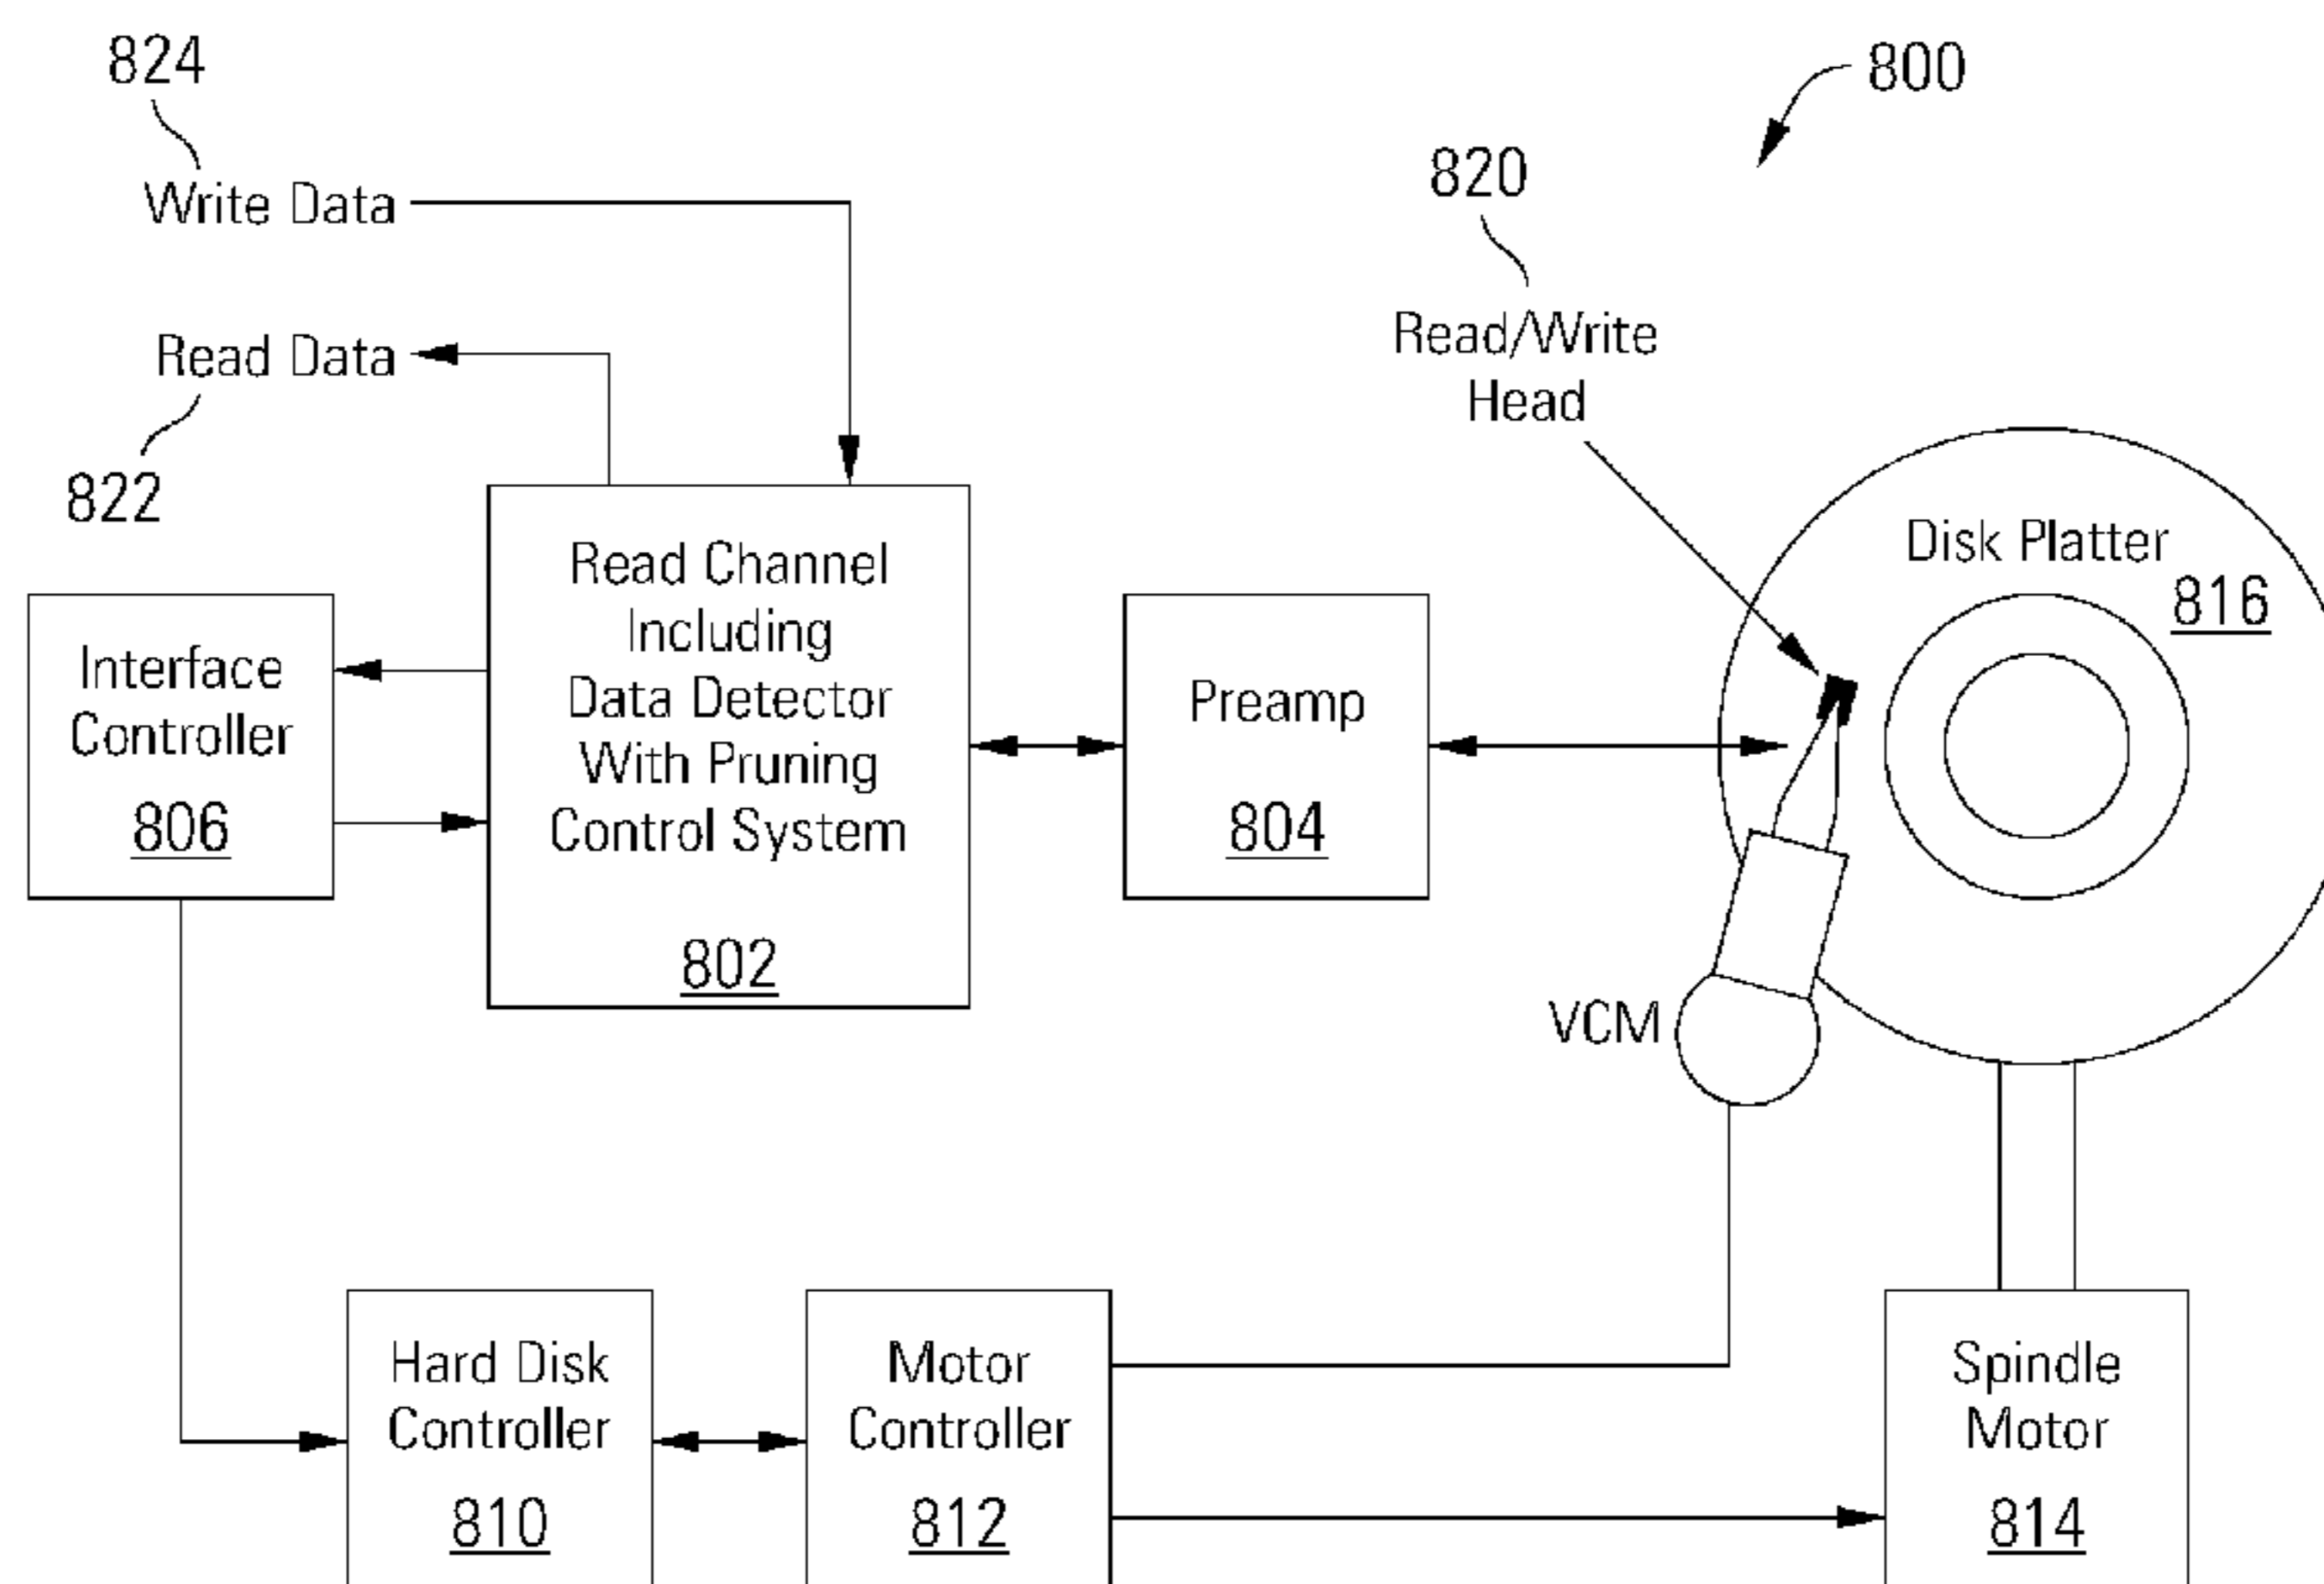 824
800
820
Write Data
Read/Write
Head
Read Data
822
Disk Platter
816
Read Channel
Including
Data Detector
With Pruning
Control System
802
Interface
Controller
806
Preamp
804
VCM
Hard Disk
Controller
810
Motor
Controller
812
Spindle
Motor
814